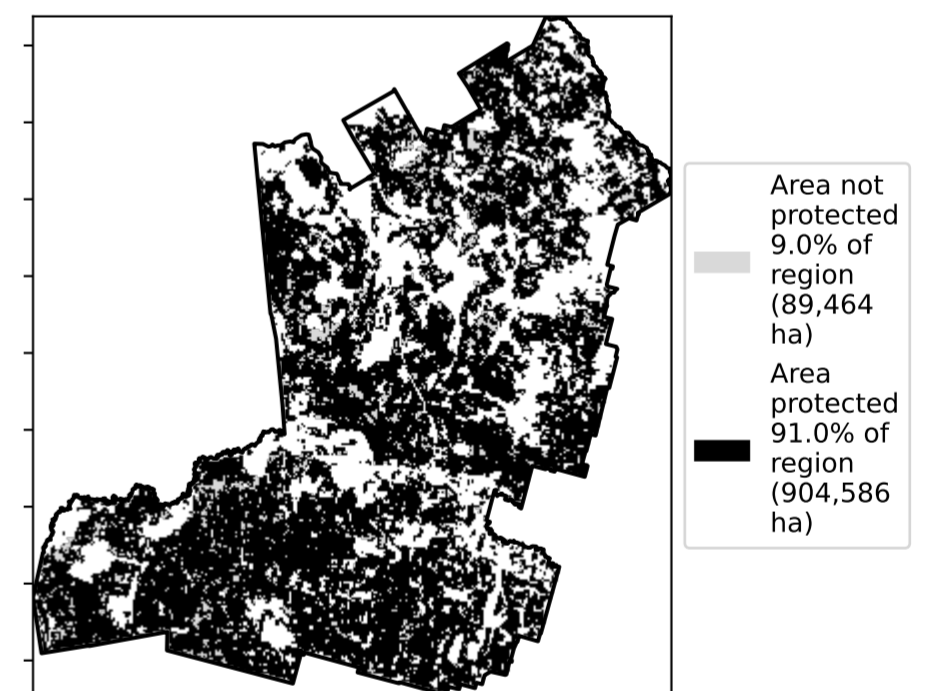 Area not
protected
9.0% of
region
(89,464
ha)
Area
protected
91.0% of
region
(904,586
ha)